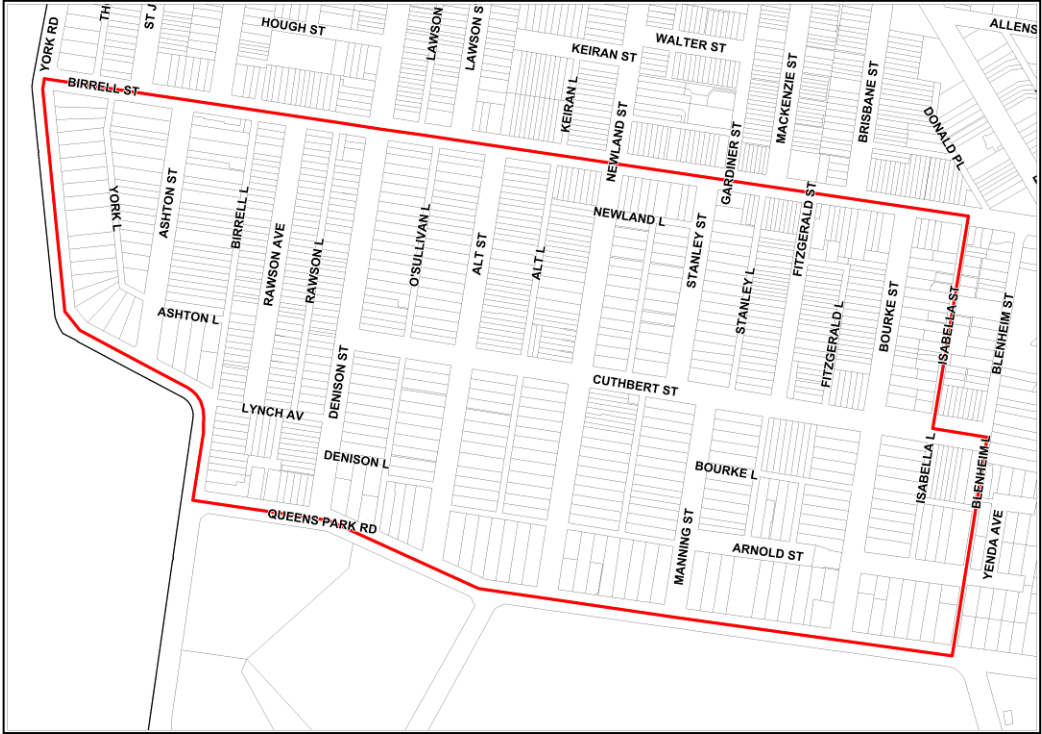 YORK RD
TH
ST J
HOUGH ST
LAWSON
LAWSON S
KEIRAN ST
WALTER ST
ALLENS
BIRRELL ST
KEIRAN L
NEWLAND ST
GARDINER ST
MACKENZIE ST
BRISBANE ST
DONALD PL
YORK L
ASHTON ST
BIRRELL L
RAWSON AVE
RAWSON L
O'SULLIVAN L
ALT ST
ALT L
NEWLAND L
STANLEY ST
STANLEY L
FITZGERALD ST
FITZGERALD L
BOURKE ST
ISABELLA ST
BLENHEIM ST
ASHTON L
DENISON ST
CUTHBERT ST
LYNCH AV
DENISON L
BOURKE L
ISABELLA L
BLENHEIM L
QUEENS PARK RD
MANNING ST
ARNOLD ST
YENDA AVE